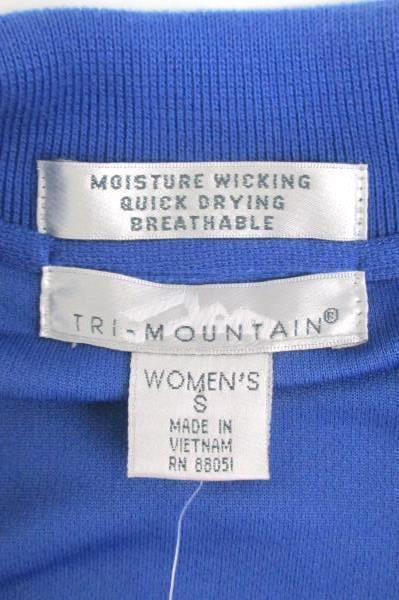 MOISTURE WICKING
QUICK DRYING
BREATHABLE
TRI-MOUNTAIN®
WOMEN'S
S
MADE IN
VIETNAM
RN 88051